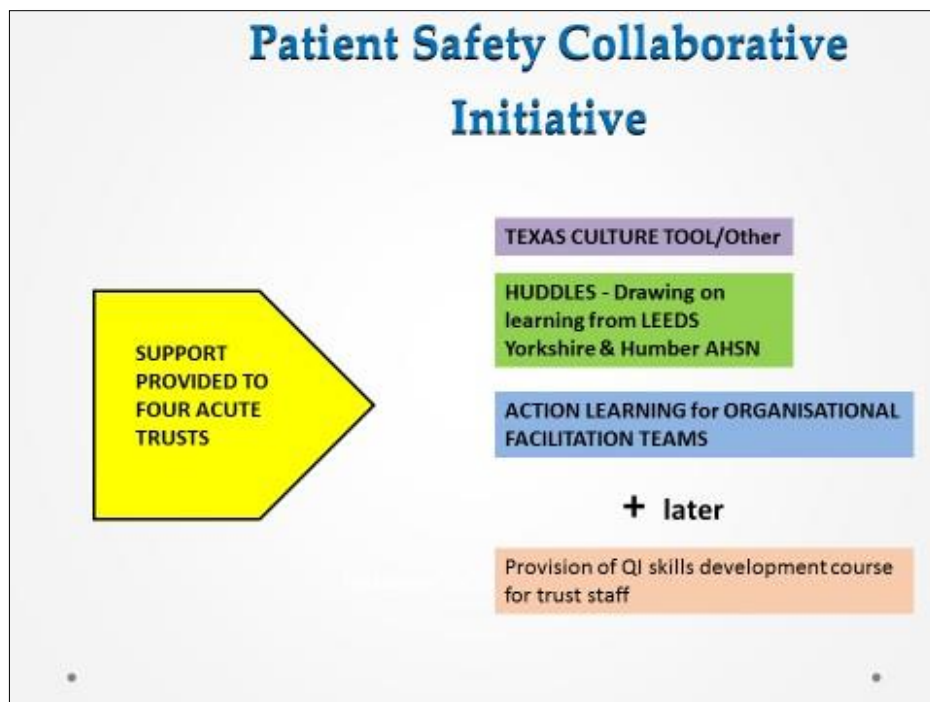 Patient Safety Collaborative
Initiative
SUPPORT
PROVIDED TO
FOUR ACUTE
TRUSTS
TEXAS CULTURE TOOL/Other
HUDDLES - Drawing on
learning from LEEDS
Yorkshire & Humber AHSN
ACTION LEARNING for ORGANISATIONAL
FACILITATION TEAMS
+ later
Provision of QI skills development course
for trust staff